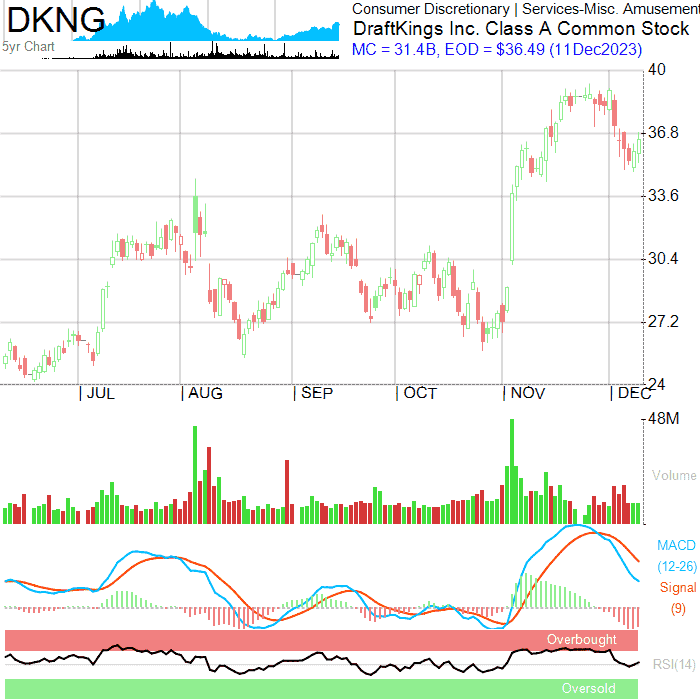 DKNG
5yr Chart
Consumer Discretionary | Services-Misc. Amusement
DraftKings Inc. Class A Common Stock
MC = 31.4B, EOD = $36.49 (11Dec2023)
40
36.8
33.6
30.4
27.2
24
| JUL | AUG | SEP | OCT | NOV | DEC
48M
Volume
MACD
(12-26)
Signal
(9)
Overbought
RSI(14)
Oversold